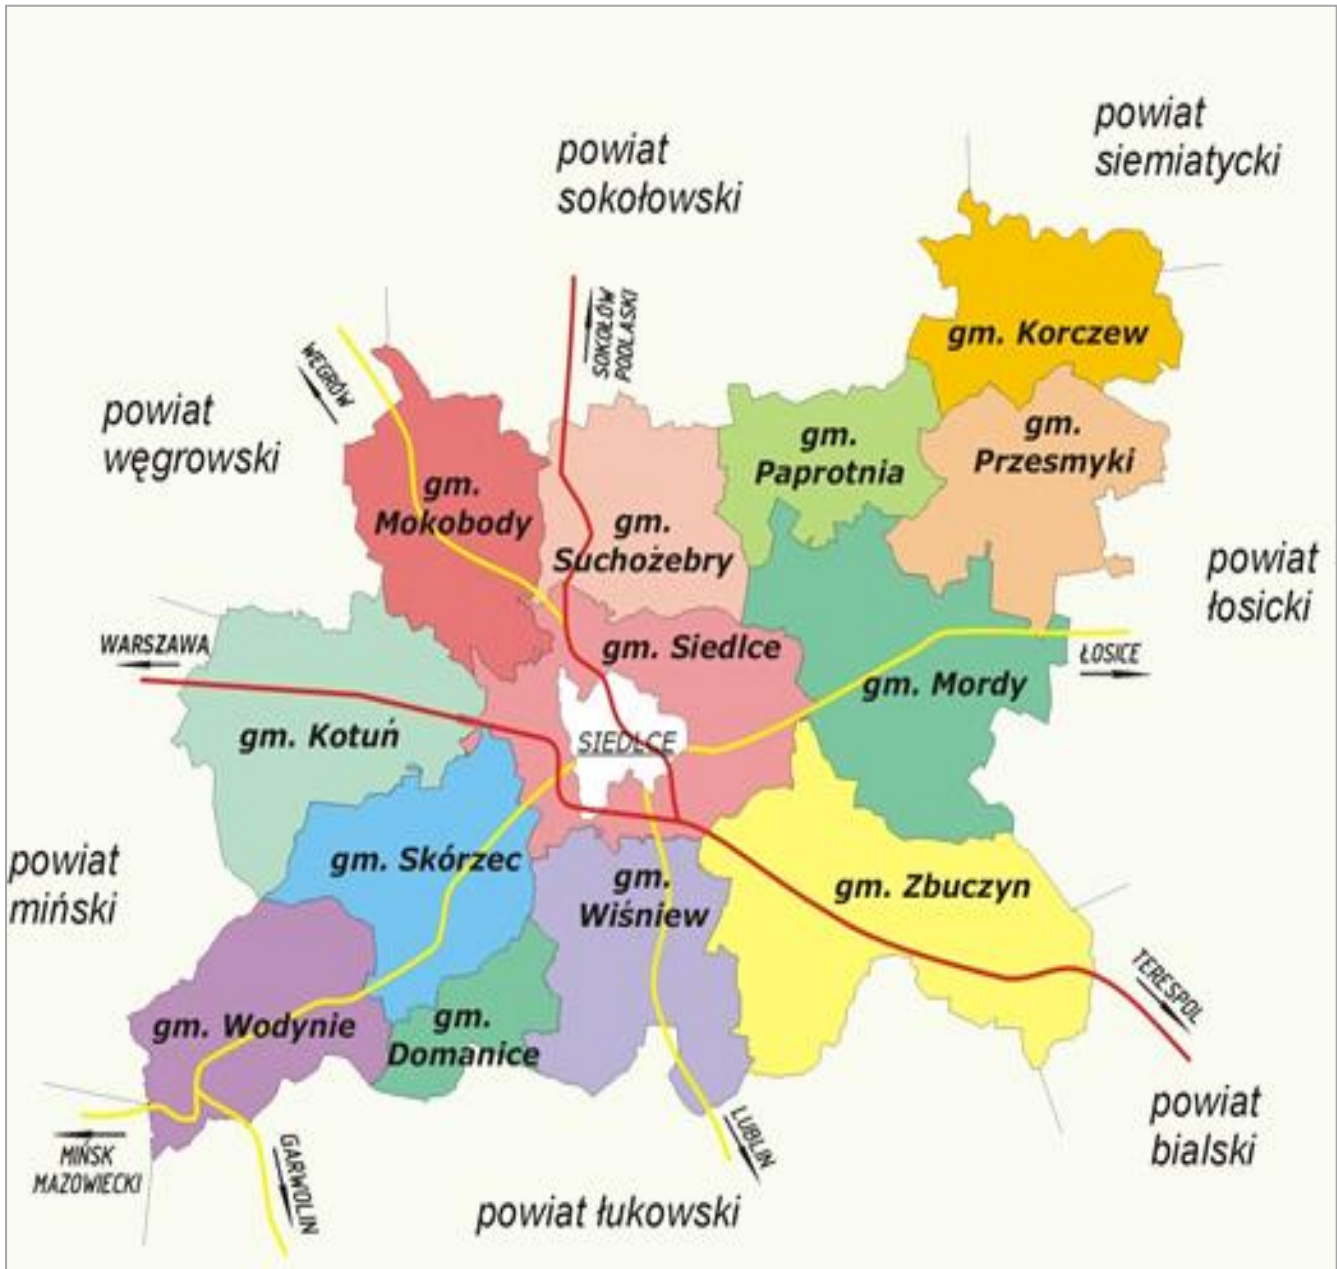 powiat
siemiatycki
powiat
sokołowski
SOKOŁÓW
PODLASKI
gm. Korczew
WĘGRÓW
powiat
węgrowski
gm.
Paprotnia
gm.
Przesmyki
gm.
Mokobody
gm.
Suchożebry
powiat
łosicki
WARSZAWA
gm. Siedlce
ŁOSICE
gm. Mordy
gm. Kotuń
SIEDLCE
powiat
miński
gm. Skórzec
gm.
Wiśniew
gm. Zbuczyn
TERESPOL
gm. Wodynie
gm.
Domanice
powiat
bialski
MIŃSK
MAZOWIECKI
GARWOLIN
LUBLIN
powiat łukowski